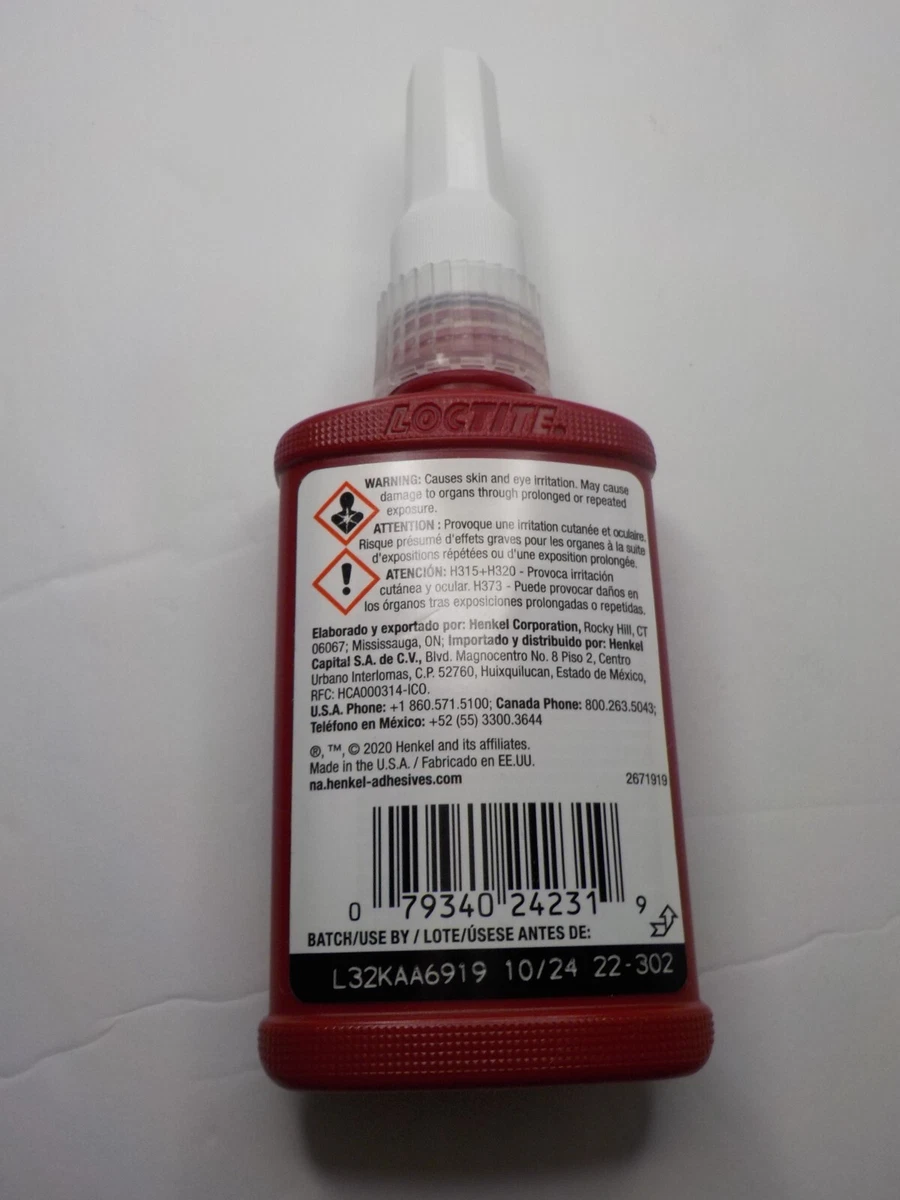 LOCTITE
WARNING: Causes skin and eye irritation. May cause
damage to organs through prolonged or repeated
exposure.
ATTENTION : Provoque une irritation cutanée et oculaire.
Risque présumé d'effets graves pour les organes à la suite
d'expositions répétées ou d'une exposition prolongée.
ATENCIÓN: H315+H320 - Provoca irritación
cutánea y ocular. H373 - Puede provocar daños en
los órganos tras exposiciones prolongadas o repetidas.
Elaborado y exportado por: Henkel Corporation, Rocky Hill, CT
06067; Mississauga, ON; Importado y distribuido por: Henkel
Capital S.A. de C.V., Blvd. Magnocentro No. 8 Piso 2, Centro
Urbano Interlomas, C.P. 52760, Huixquilucan, Estado de México,
RFC: HCA000314-ICO.
U.S.A. Phone: +1 860.571.5100; Canada Phone: 800.263.5043;
Teléfono en México: +52 (55) 3300.3644
®, ™, © 2020 Henkel and its affiliates.
Made in the U.S.A. / Fabricado en EE.UU.
na.henkel-adhesives.com 2671919
0 79340 24231 9
BATCH/USE BY / LOTE/ÚSESE ANTES DE:
L32KAA6919 10/24 22-302